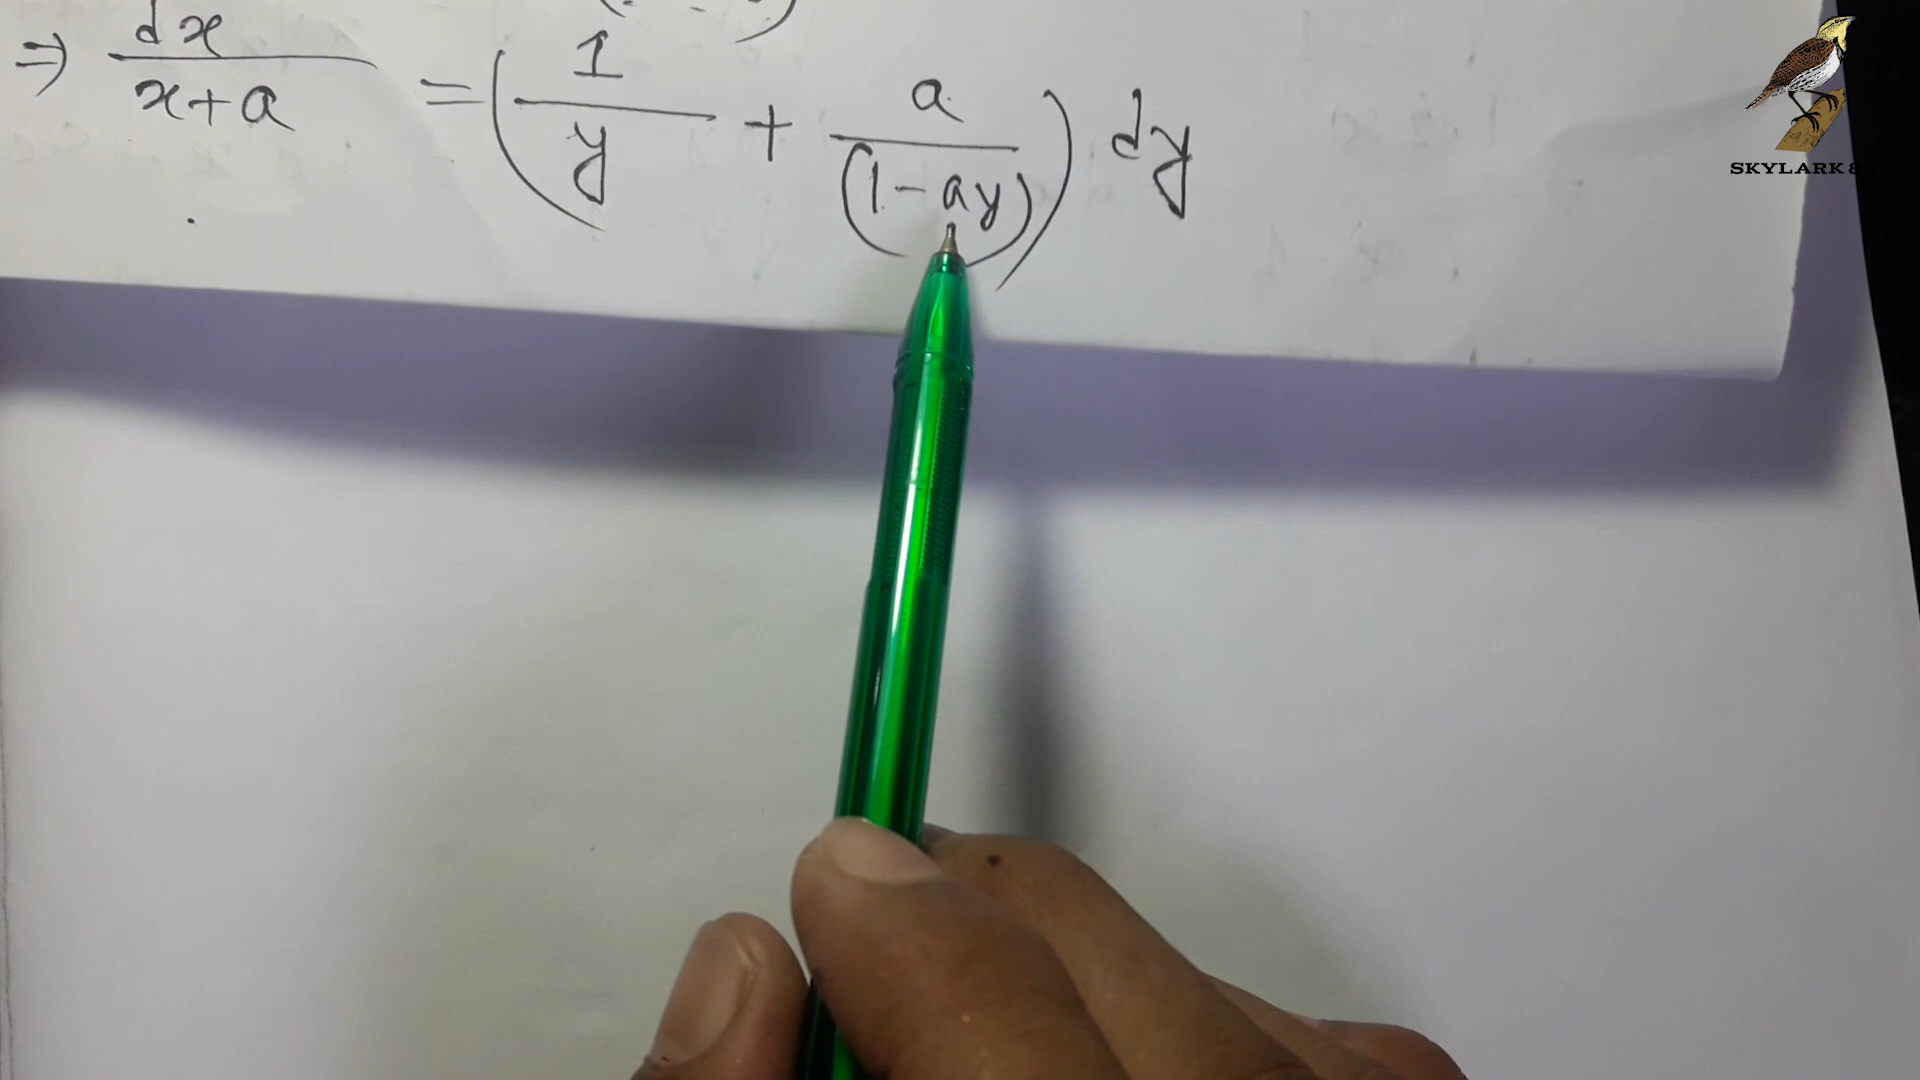 ⇒ dx/(x+a) = (1/y + a/(1-ay)) dy
SKYLARK